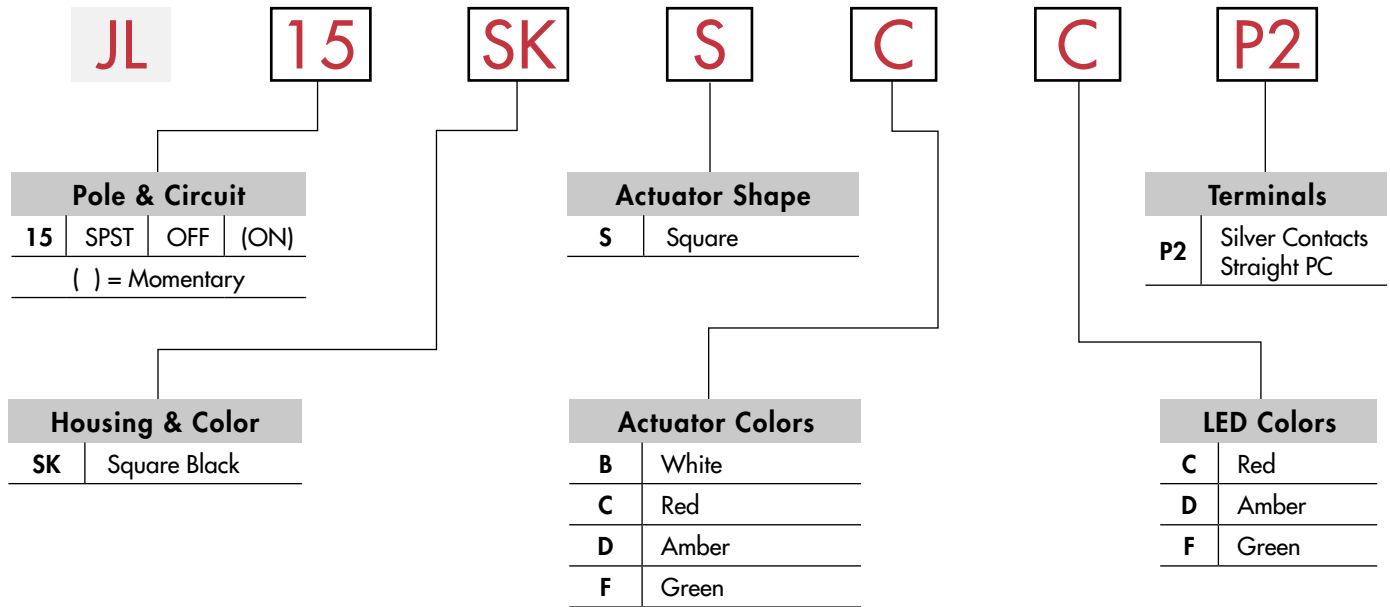 JL 15 SK S C C P2
Pole & Circuit
15 SPST OFF (ON)
( ) = Momentary
Actuator Shape
S Square
Terminals
P2 Silver Contacts
Straight PC
Housing & Color
SK Square Black
Actuator Colors
B White
C Red
D Amber
F Green
LED Colors
C Red
D Amber
F Green